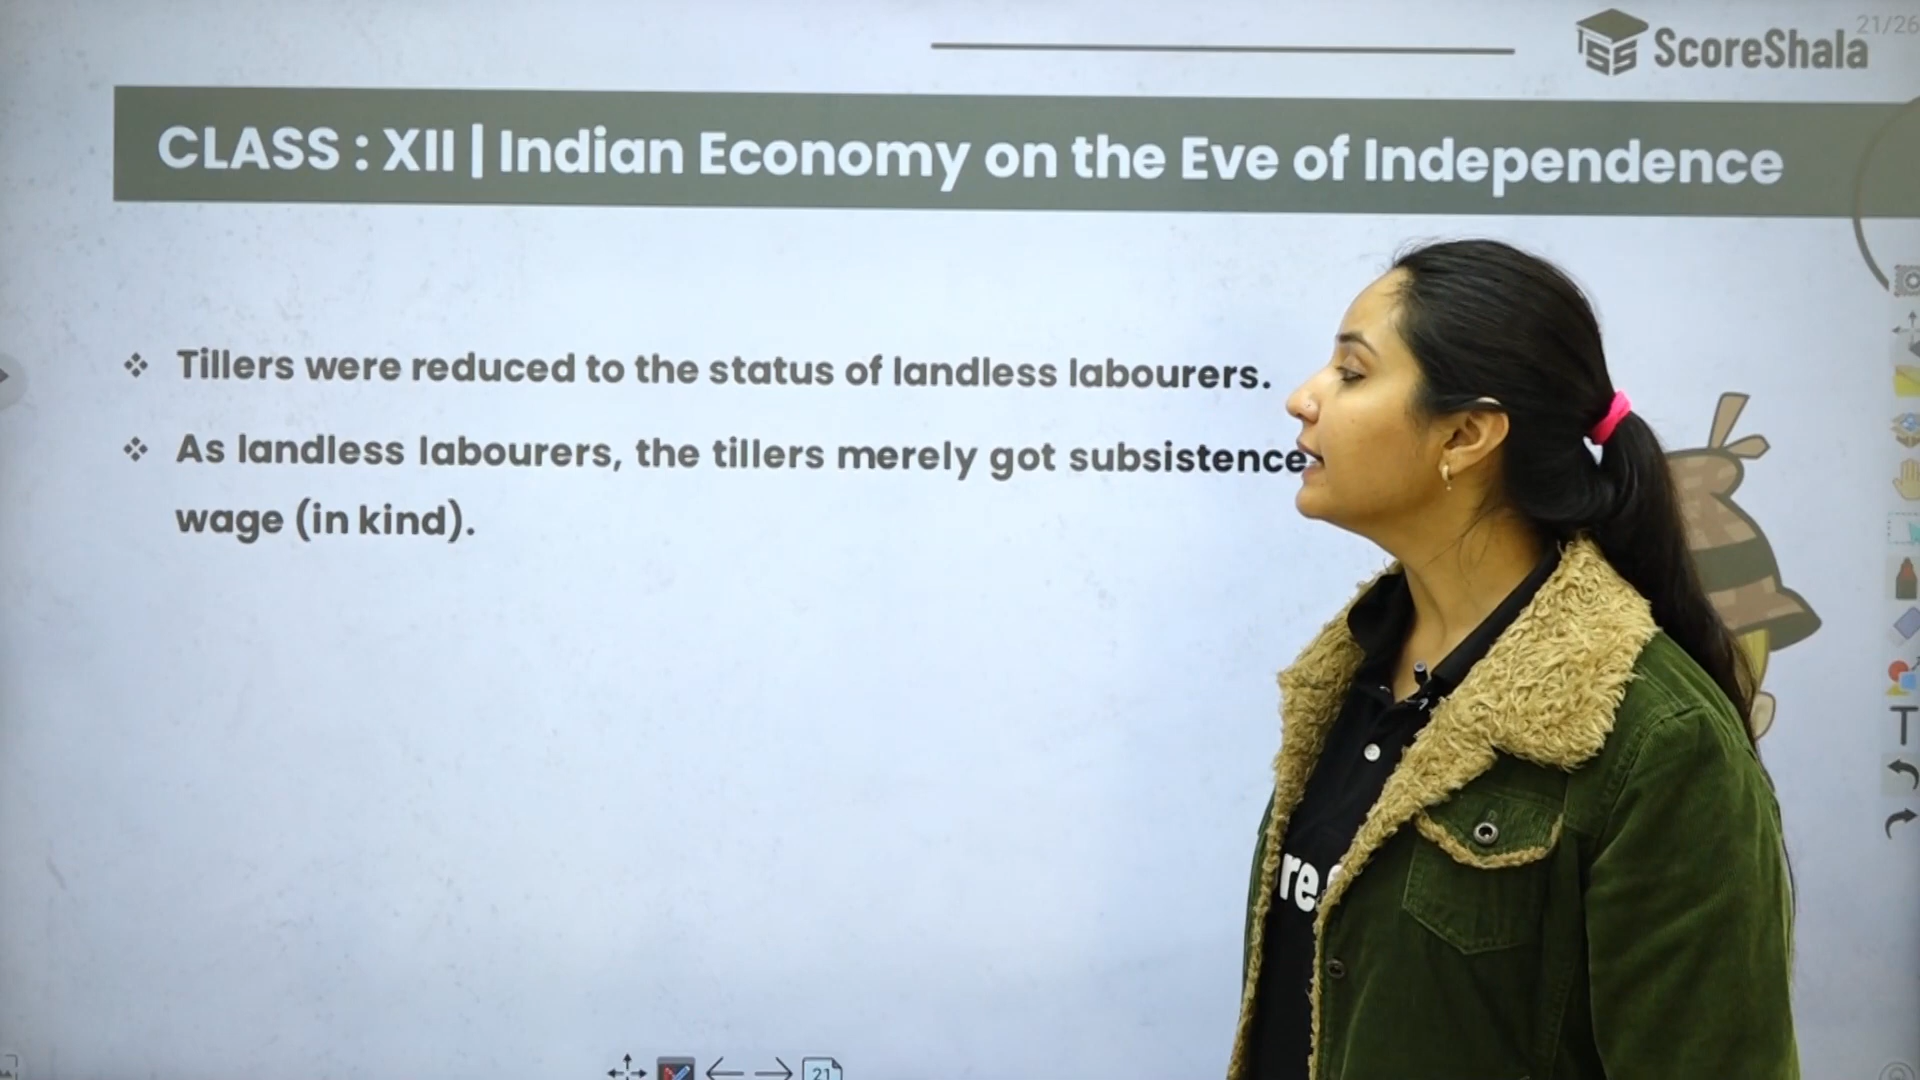 21/26
ScoreShala
CLASS : XII | Indian Economy on the Eve of Independence
❖ Tillers were reduced to the status of landless labourers.
❖ As landless labourers, the tillers merely got subsistence
wage (in kind).
re
T
21